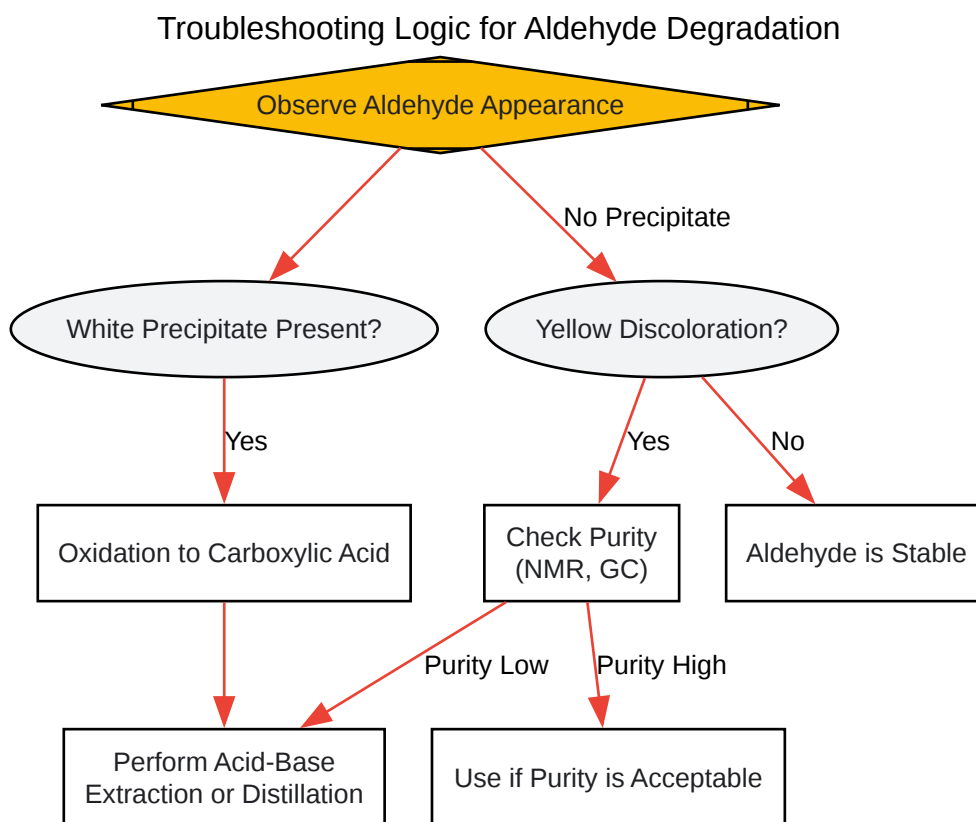 Troubleshooting Logic for Aldehyde Degradation
Observe Aldehyde Appearance
No Precipitate
White Precipitate Present?
Yellow Discoloration?
Yes
Yes
No
Oxidation to Carboxylic Acid
Check Purity
(NMR, GC)
Aldehyde is Stable
Purity Low
Purity High
Perform Acid-Base
Extraction or Distillation
Use if Purity is Acceptable